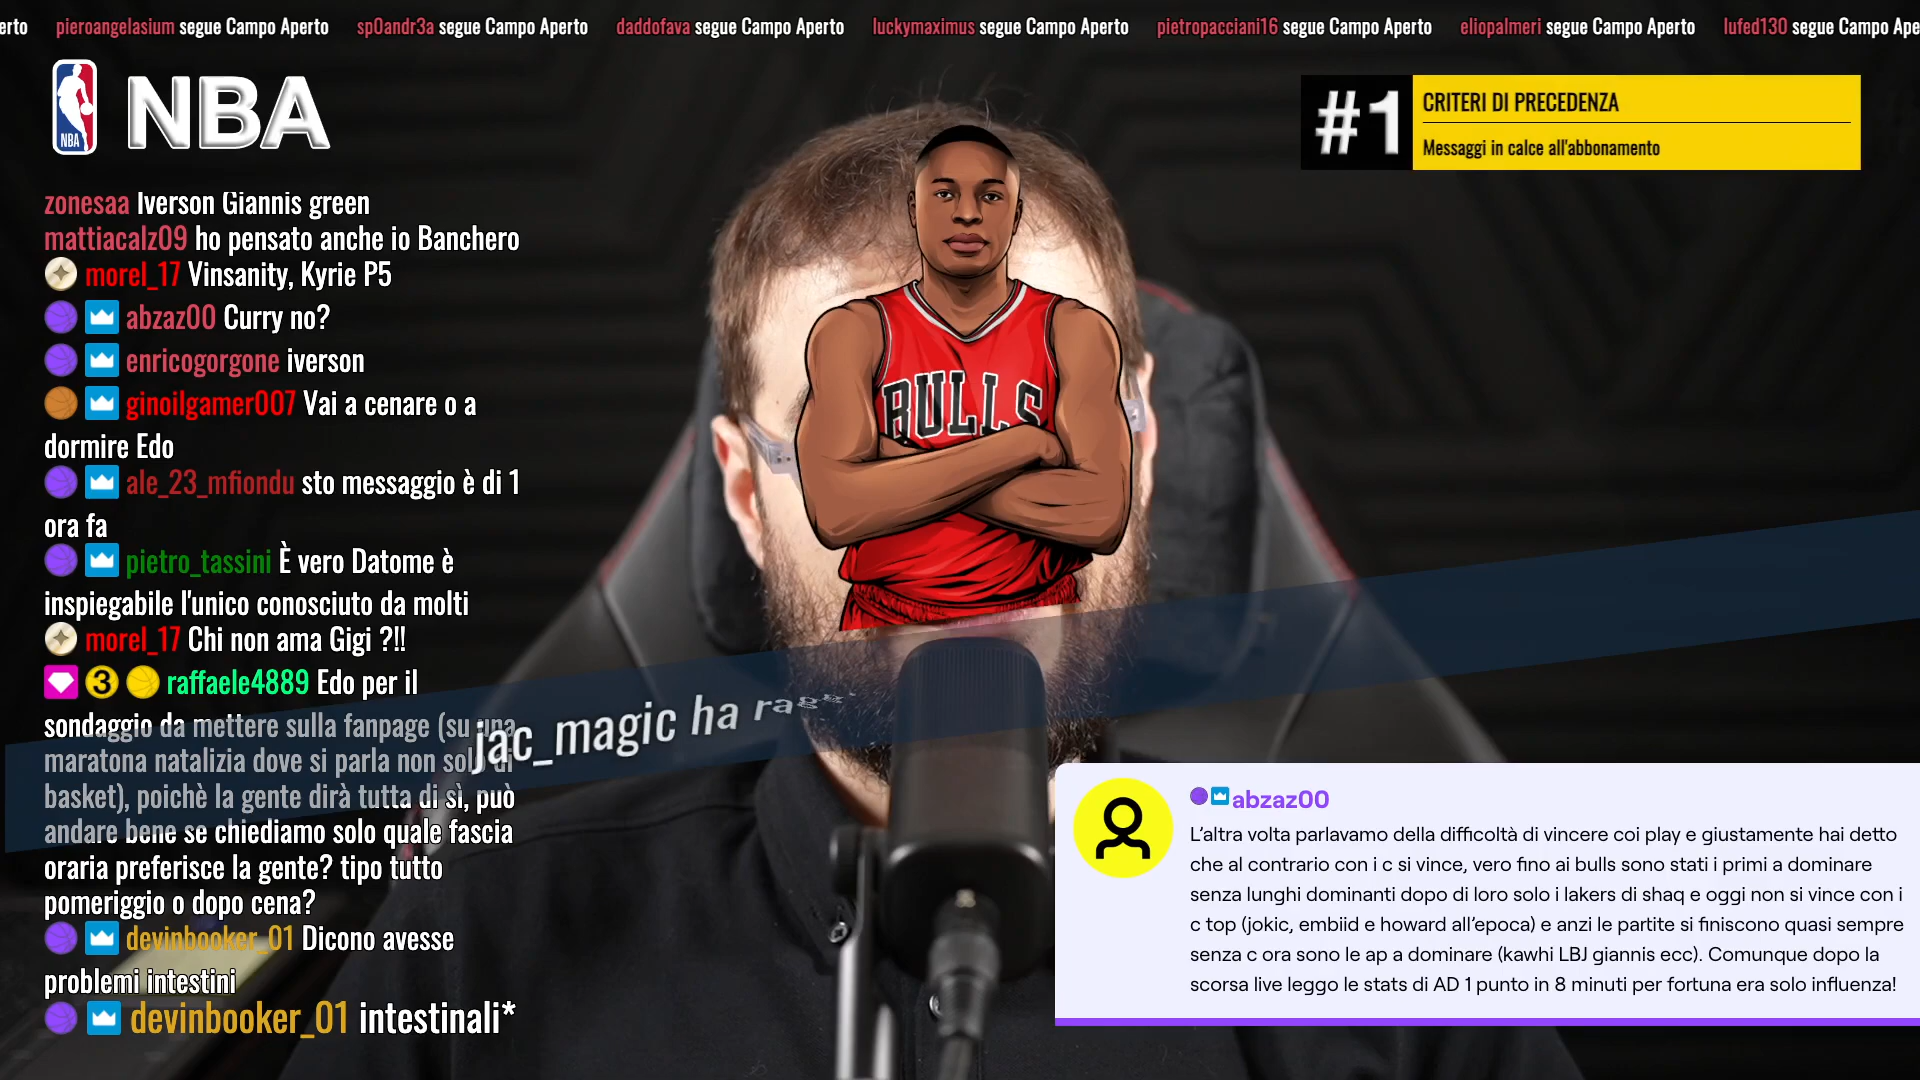 erto pieroangelasium segue Campo Aperto sp0andr3a segue Campo Aperto daddofava segue Campo Aperto luckymaximus segue Campo Aperto pietropacciani16 segue Campo Aperto eliopalmeri segue Campo Aperto lufed130 segue Campo Ape
NBA NBA
#1 CRITERI DI PRECEDENZA
Messaggi in calce all'abbonamento
zonesaa Iverson Giannis green
mattiacalz09 ho pensato anche io Banchero
morel_17 Vinsanity, Kyrie P5
abzaz00 Curry no?
enricogorgone iverson
ginoilgamer007 Vai a cenare o a
dormire Edo
ale_23_mfiondu sto messaggio è di 1
ora fa
pietro_tassini È vero Datome è
inspiegabile l'unico conosciuto da molti
morel_17 Chi non ama Gigi ?!!
3 raffaele4889 Edo per il
sondaggio da mettere sulla fanpage (su una
maratona natalizia dove si parla non solo di
basket), poichè la gente dirà tutta di sì, può
andare bene se chiediamo solo quale fascia
oraria preferisce la gente? tipo tutto
pomeriggio o dopo cena?
devinbooker_01 Dicono avesse
problemi intestini
devinbooker_01 intestinali*
BULLS
jac_magic ha ragg
abzaz00
L'altra volta parlavamo della difficoltà di vincere coi play e giustamente hai detto
che al contrario con i c si vince, vero fino ai bulls sono stati i primi a dominare
senza lunghi dominanti dopo di loro solo i lakers di shaq e oggi non si vince con i
c top (jokic, embiid e howard all'epoca) e anzi le partite si finiscono quasi sempre
senza c ora sono le ap a dominare (kawhi LBJ giannis ecc). Comunque dopo la
scorsa live leggo le stats di AD 1 punto in 8 minuti per fortuna era solo influenza!